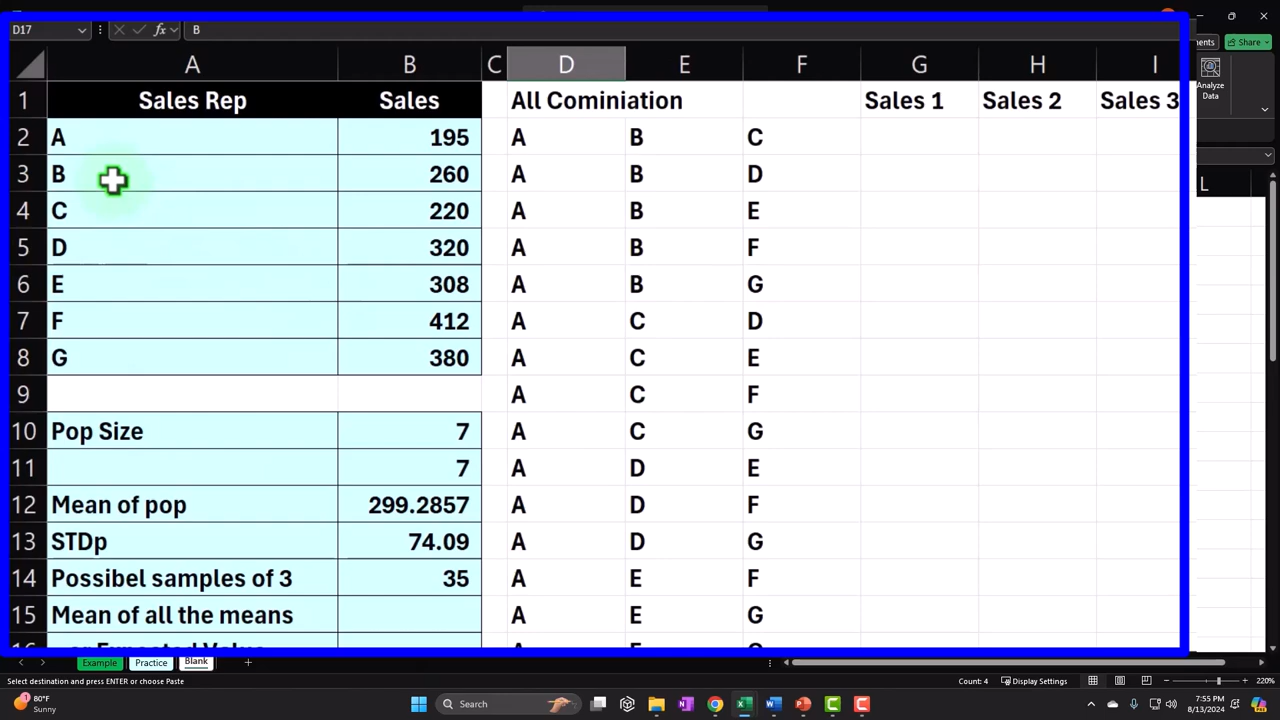 D17 fx B
A B C D E F G H I
1 Sales Rep Sales All Cominiation Sales 1 Sales 2 Sales 3
2 A 195 A B C
3 B 260 A B D
4 C 220 A B E
5 D 320 A B F
6 E 308 A B G
7 F 412 A C D
8 G 380 A C E
9 A C F
10 Pop Size 7 A C G
11 7 A D E
12 Mean of pop 299.2857 A D F
13 STDp 74.09 A D G
14 Possibel samples of 3 35 A E F
15 Mean of all the means A E G
Share
Analyze
Data
L
Example Practice Blank
Select destination and press ENTER or choose Paste Count: 4 Display Settings 220%
80°F
Sunny
Search
7:55 PM
8/13/2024